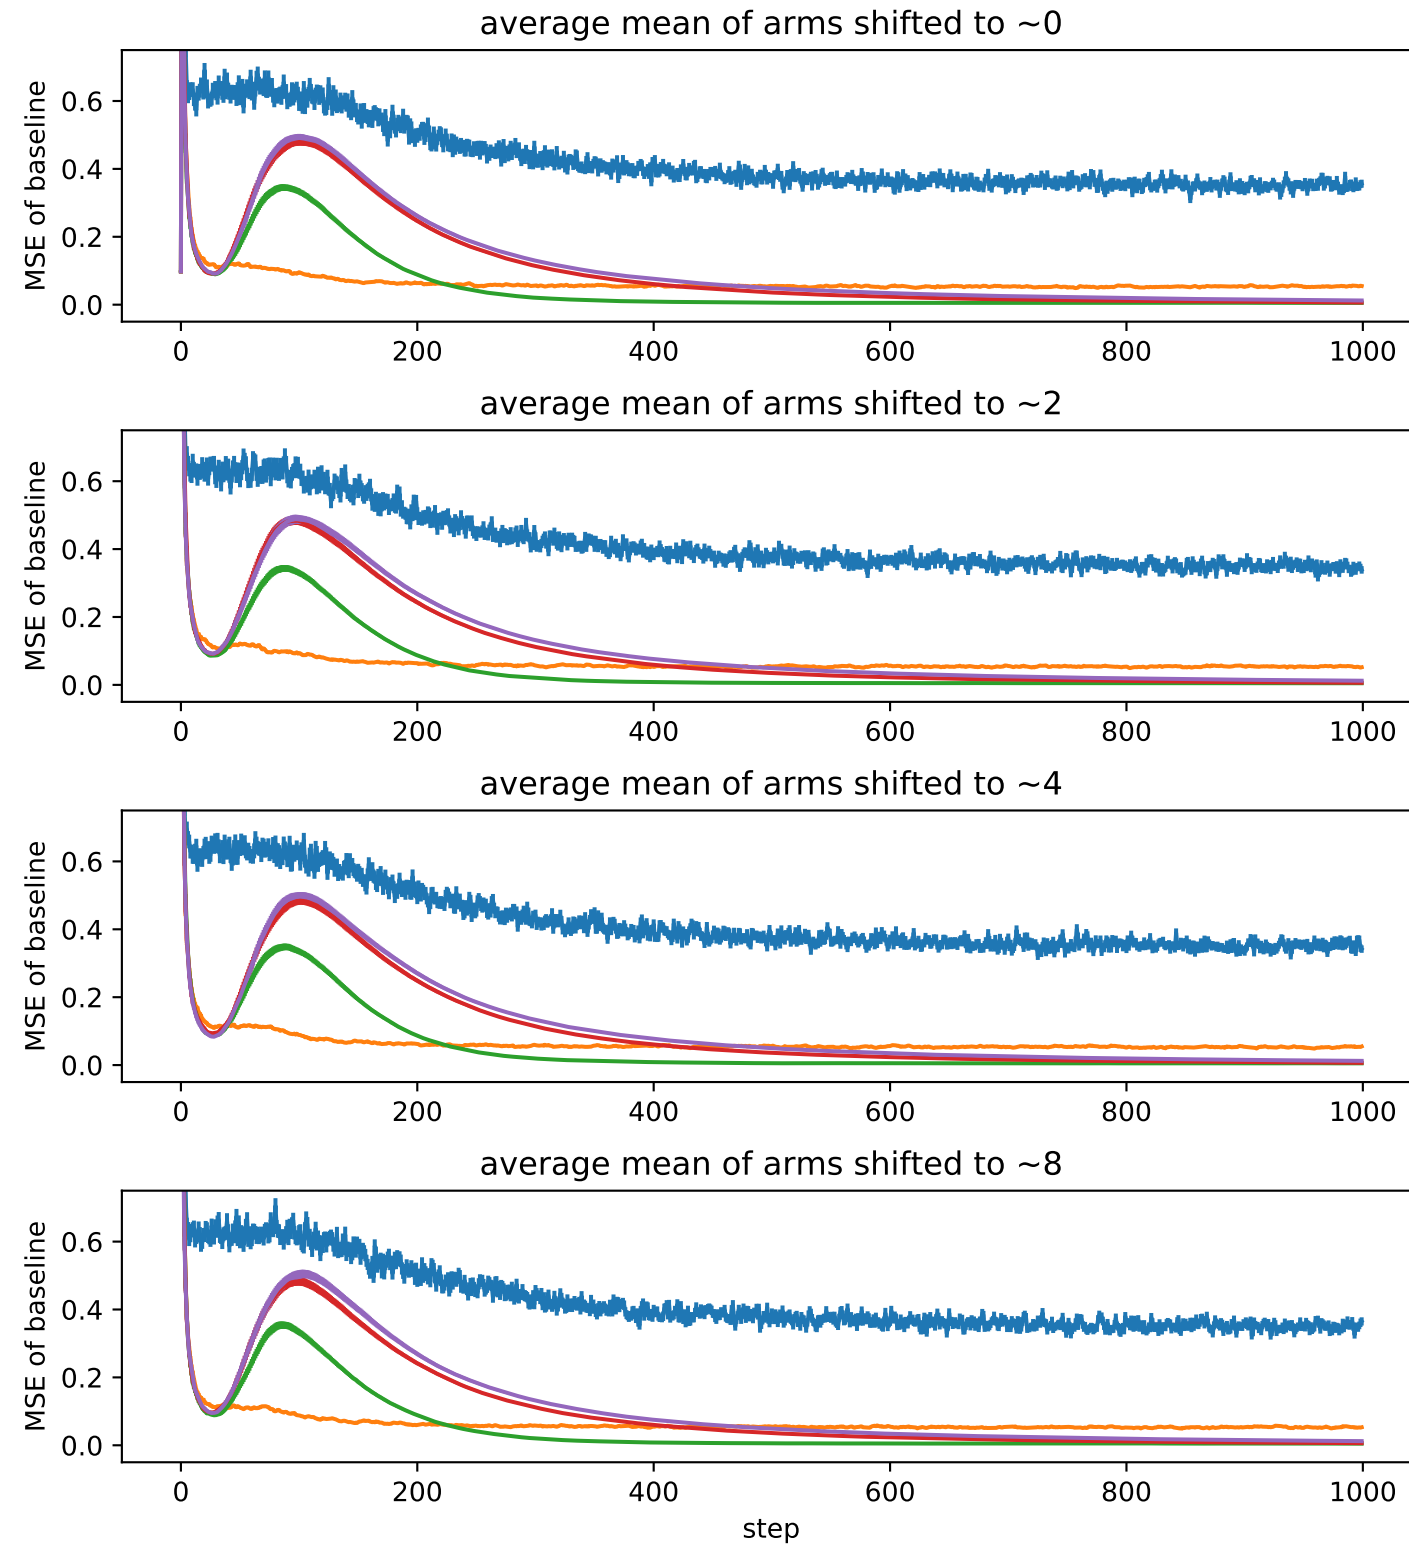 average mean of arms shifted to ~0
MSE of baseline
0.6
0.4
0.2
0.0
0 200 400 600 800 1000
average mean of arms shifted to ~2
MSE of baseline
0.6
0.4
0.2
0.0
0 200 400 600 800 1000
average mean of arms shifted to ~4
MSE of baseline
0.6
0.4
0.2
0.0
0 200 400 600 800 1000
average mean of arms shifted to ~8
MSE of baseline
0.6
0.4
0.2
0.0
0 200 400 600 800 1000
step